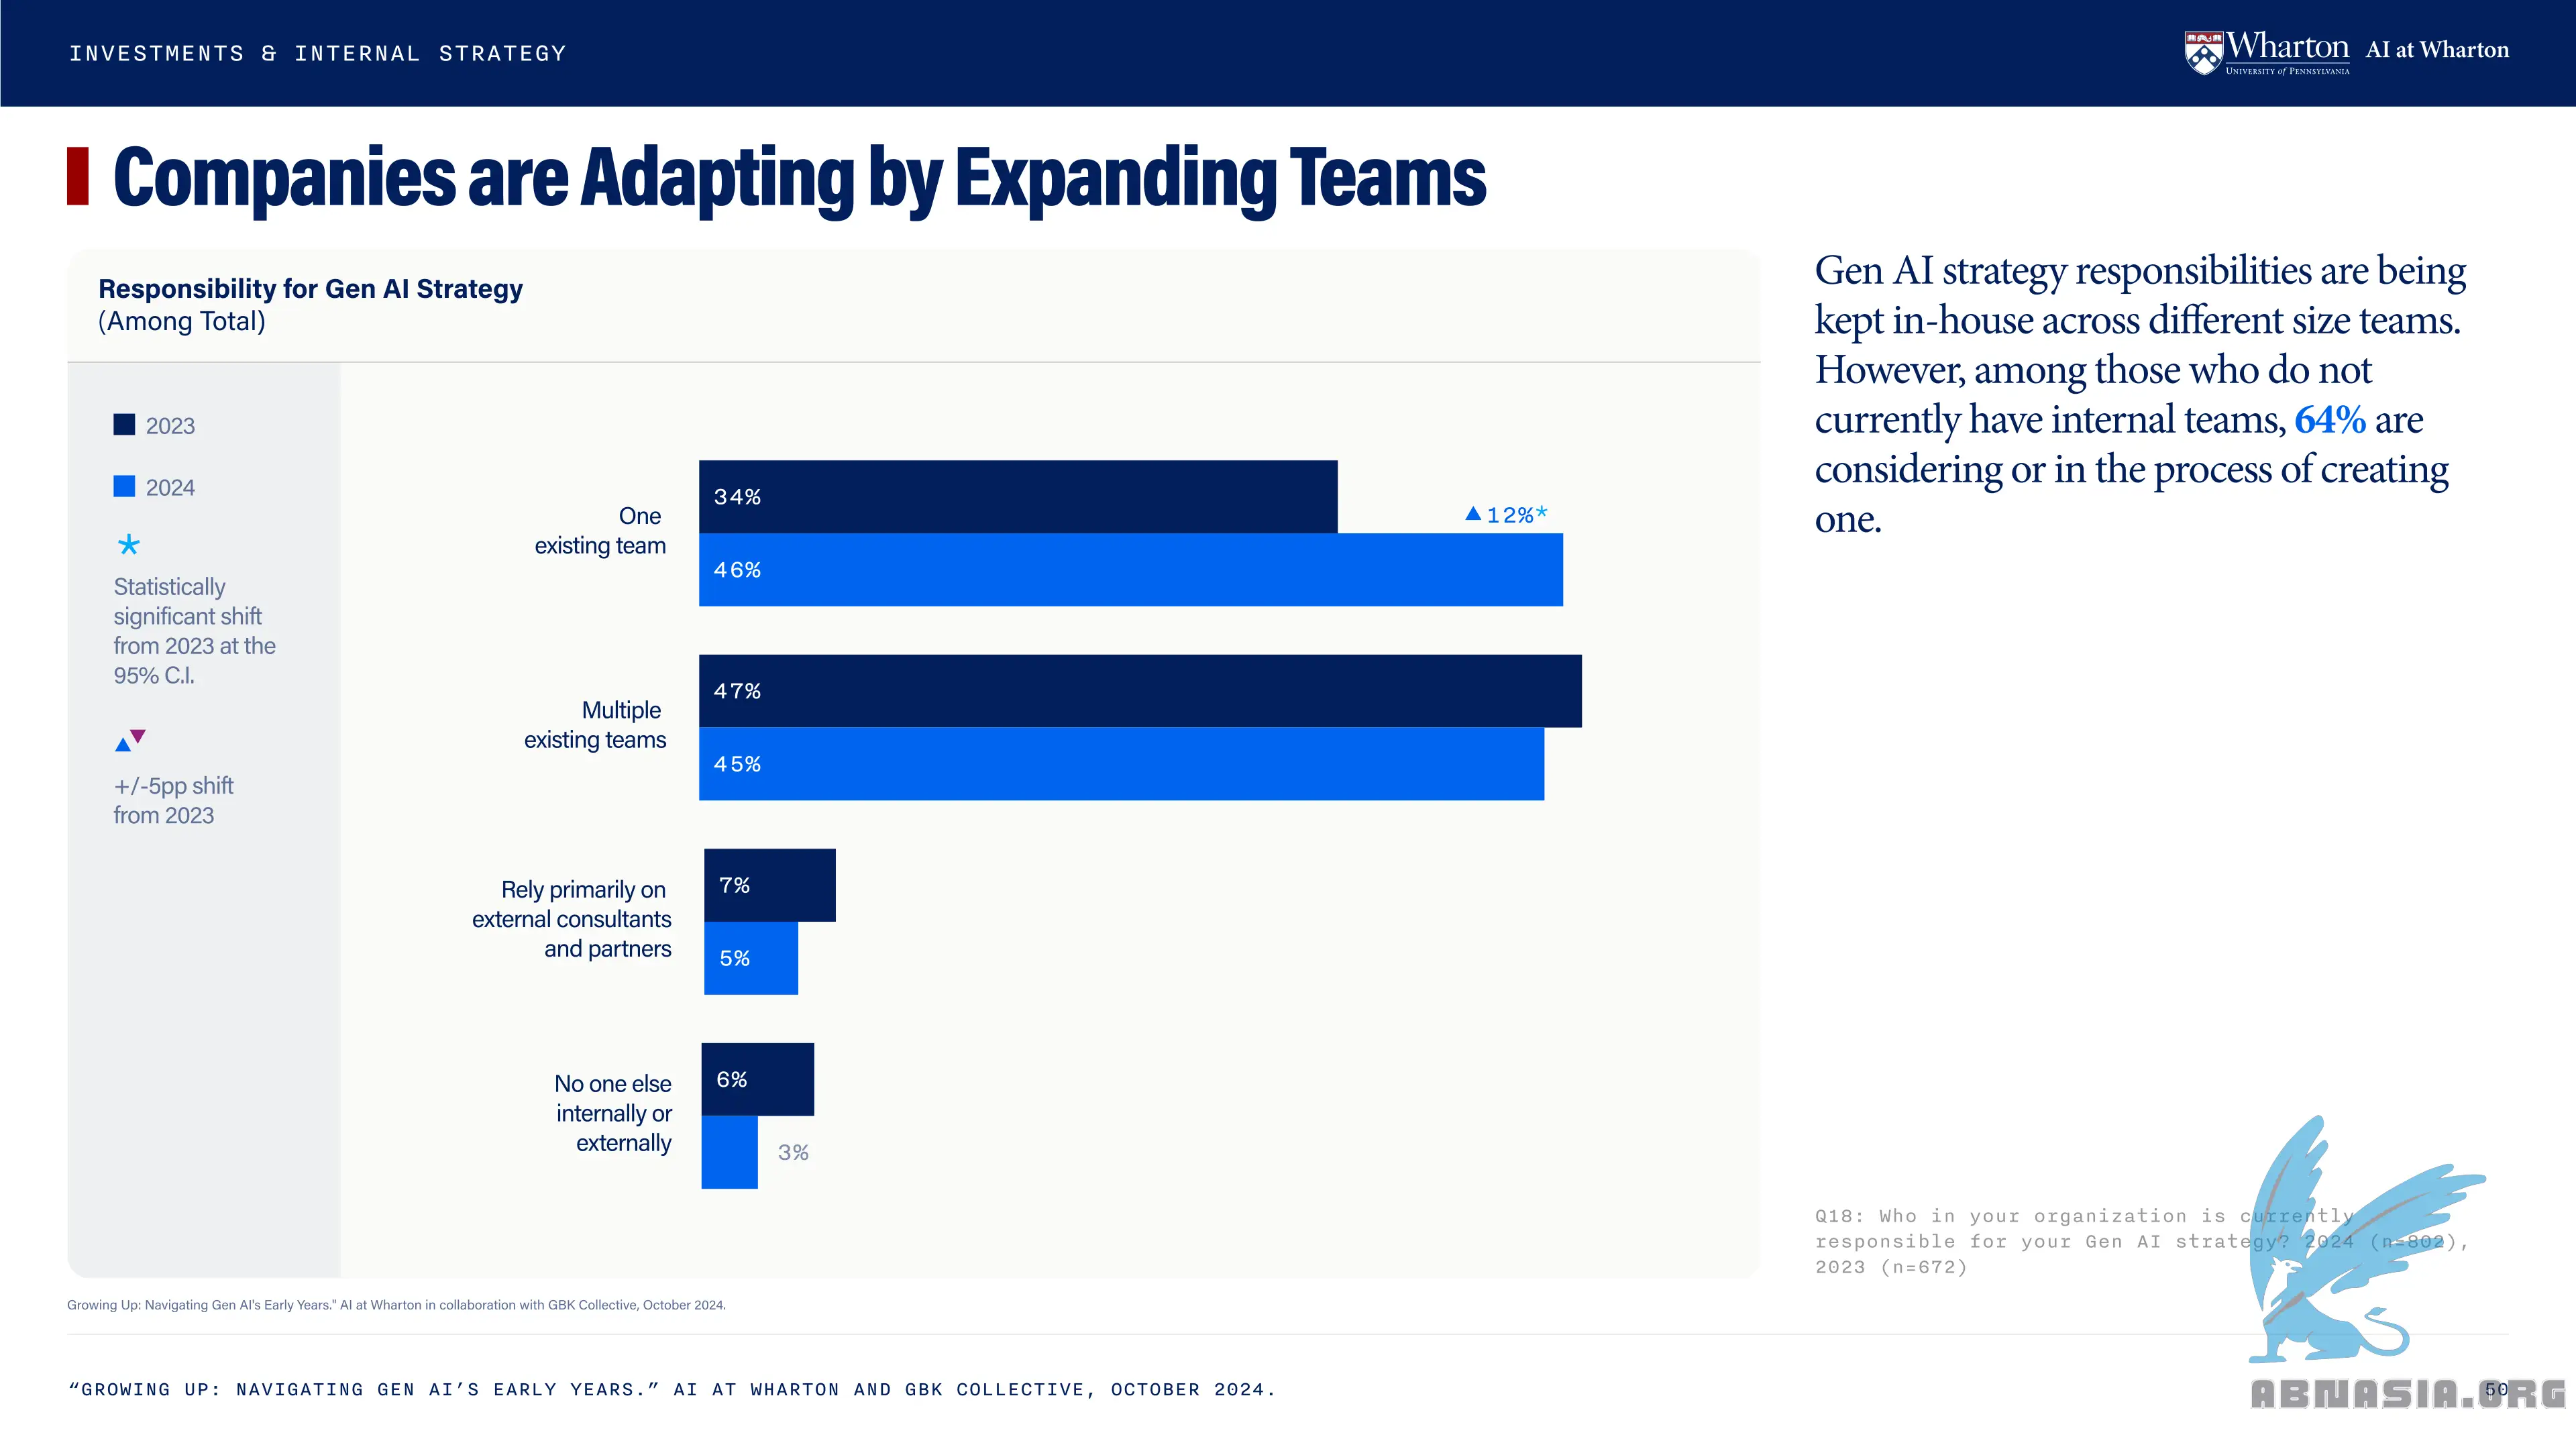 INVESTMENTS & INTERNAL STRATEGY
Wharton
UNIVERSITY of PENNSYLVANIA
AI at Wharton
Companies are Adapting by Expanding Teams
Responsibility for Gen AI Strategy
(Among Total)
2023
2024
*
Statistically
significant shift
from 2023 at the
95% C.I.
▲▼
+/-5pp shift
from 2023
One
existing team
34%
▲12%*
46%
Multiple
existing teams
47%
45%
Rely primarily on
external consultants
and partners
7%
5%
No one else
internally or
externally
6%
3%
Gen AI strategy responsibilities are being
kept in-house across different size teams.
However, among those who do not
currently have internal teams, 64% are
considering or in the process of creating
one.
Q18: Who in your organization is currently
responsible for your Gen AI strategy? 2024 (n=802),
2023 (n=672)
Growing Up: Navigating Gen AI's Early Years." AI at Wharton in collaboration with GBK Collective, October 2024.
“GROWING UP: NAVIGATING GEN AI’S EARLY YEARS.” AI AT WHARTON AND GBK COLLECTIVE, OCTOBER 2024.
50
ABNASIA.ORG